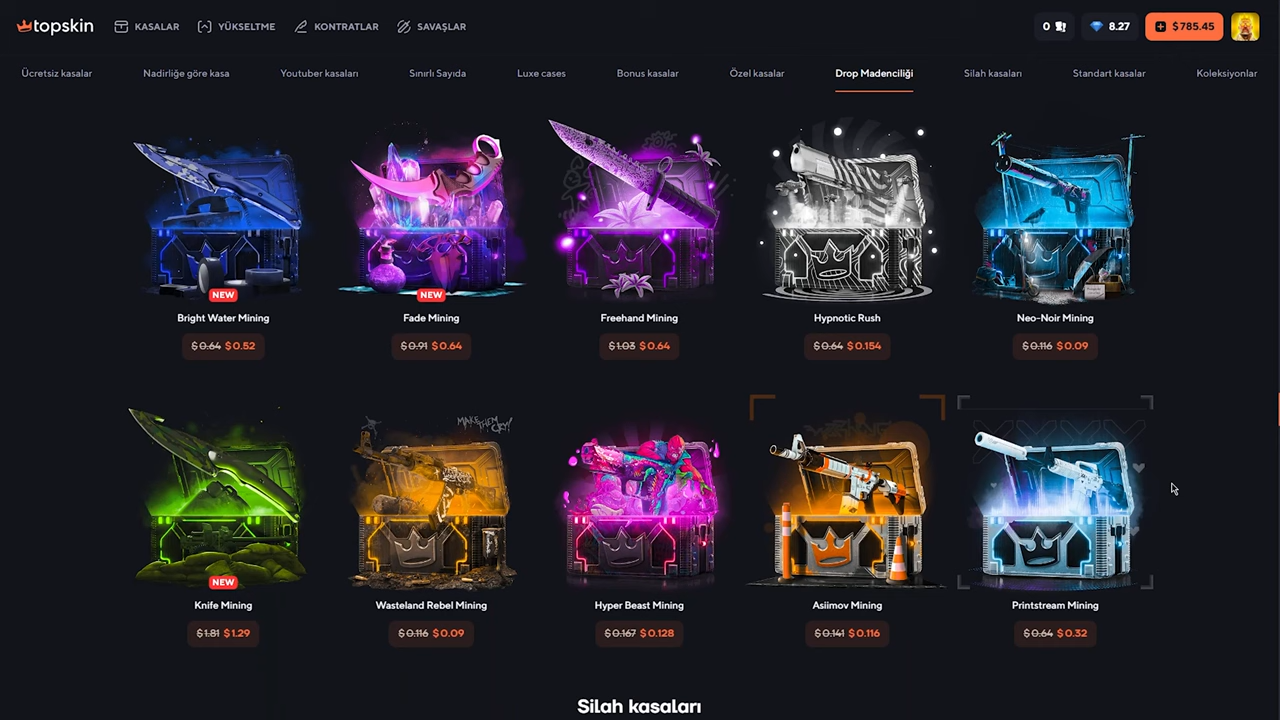 topskin KASALAR YÜKSELTME KONTRATLAR SAVAŞLAR 0 8.27 $785.45
Ücretsiz kasalar Nadirliğe göre kasa Youtuber kasaları Sınırlı Sayıda Luxe cases Bonus kasalar Özel kasalar Drop Madenciliği Silah kasaları Standart kasalar Koleksiyonlar
NEW NEW
Bright Water Mining Fade Mining Freehand Mining Hypnotic Rush Neo-Noir Mining
$0.64 $0.52 $0.91 $0.64 $1.03 $0.64 $0.64 $0.154 $0.116 $0.09
MAKE THEM CRY!
NEW
Knife Mining Wasteland Rebel Mining Hyper Beast Mining Asiimov Mining Printstream Mining
$1.81 $1.29 $0.116 $0.09 $0.167 $0.128 $0.141 $0.116 $0.64 $0.32
Silah kasaları